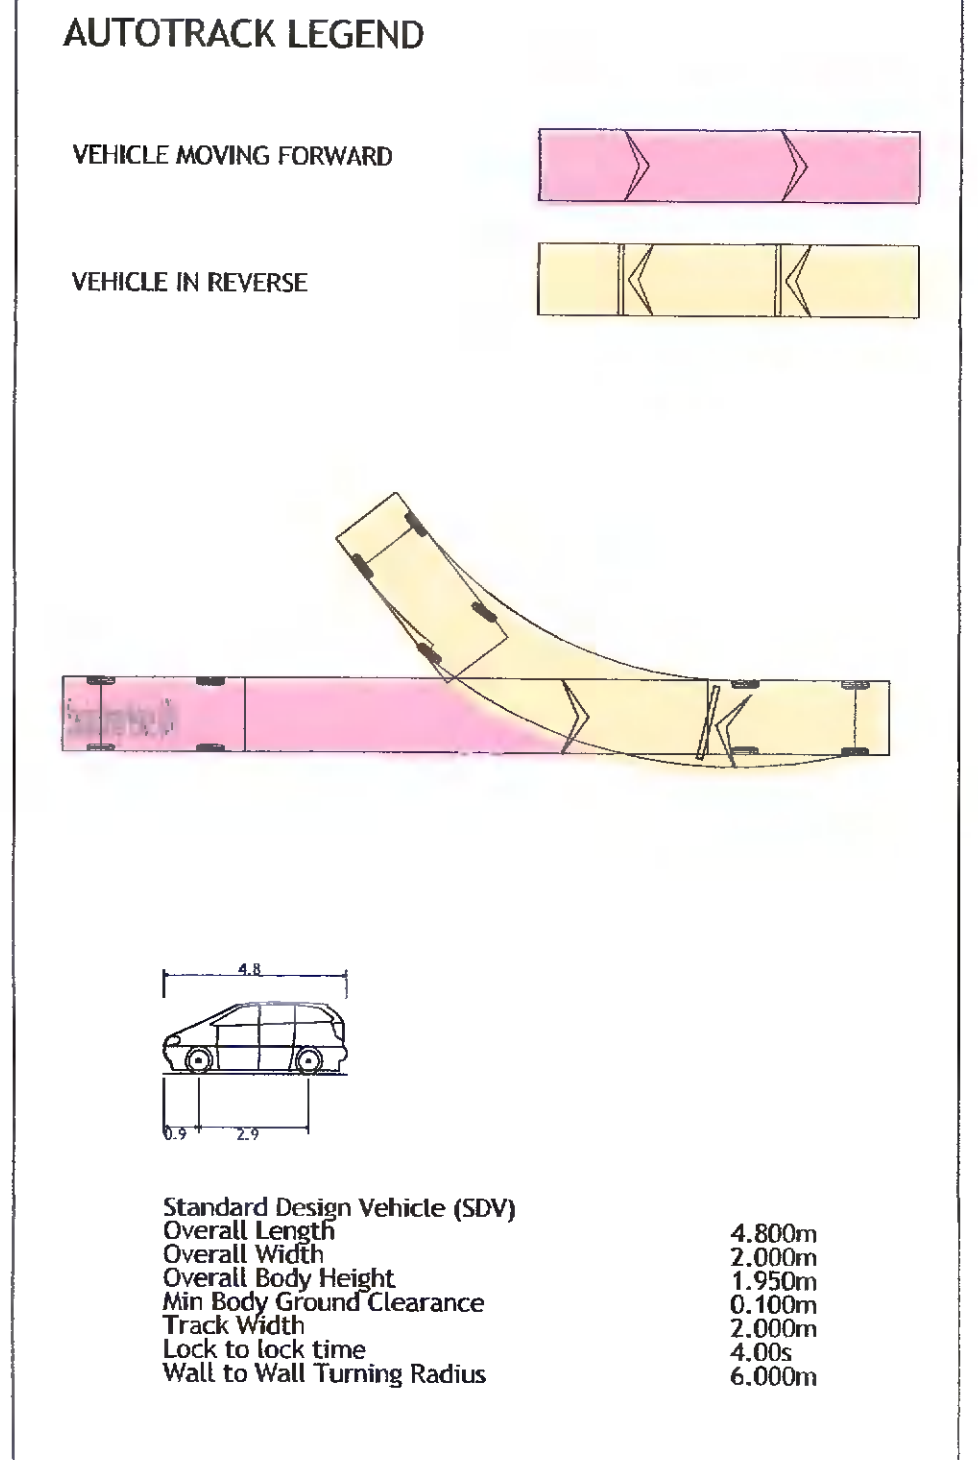 AUTOTRACK LEGEND
VEHICLE MOVING FORWARD
VEHICLE IN REVERSE
4.8
0.9 2.9
Standard Design Vehicle (SDV)
Overall Length 4.800m
Overall Width 2.000m
Overall Body Height 1.950m
Min Body Ground Clearance 0.100m
Track Width 2.000m
Lock to lock time 4.00s
Wall to Wall Turning Radius 6.000m